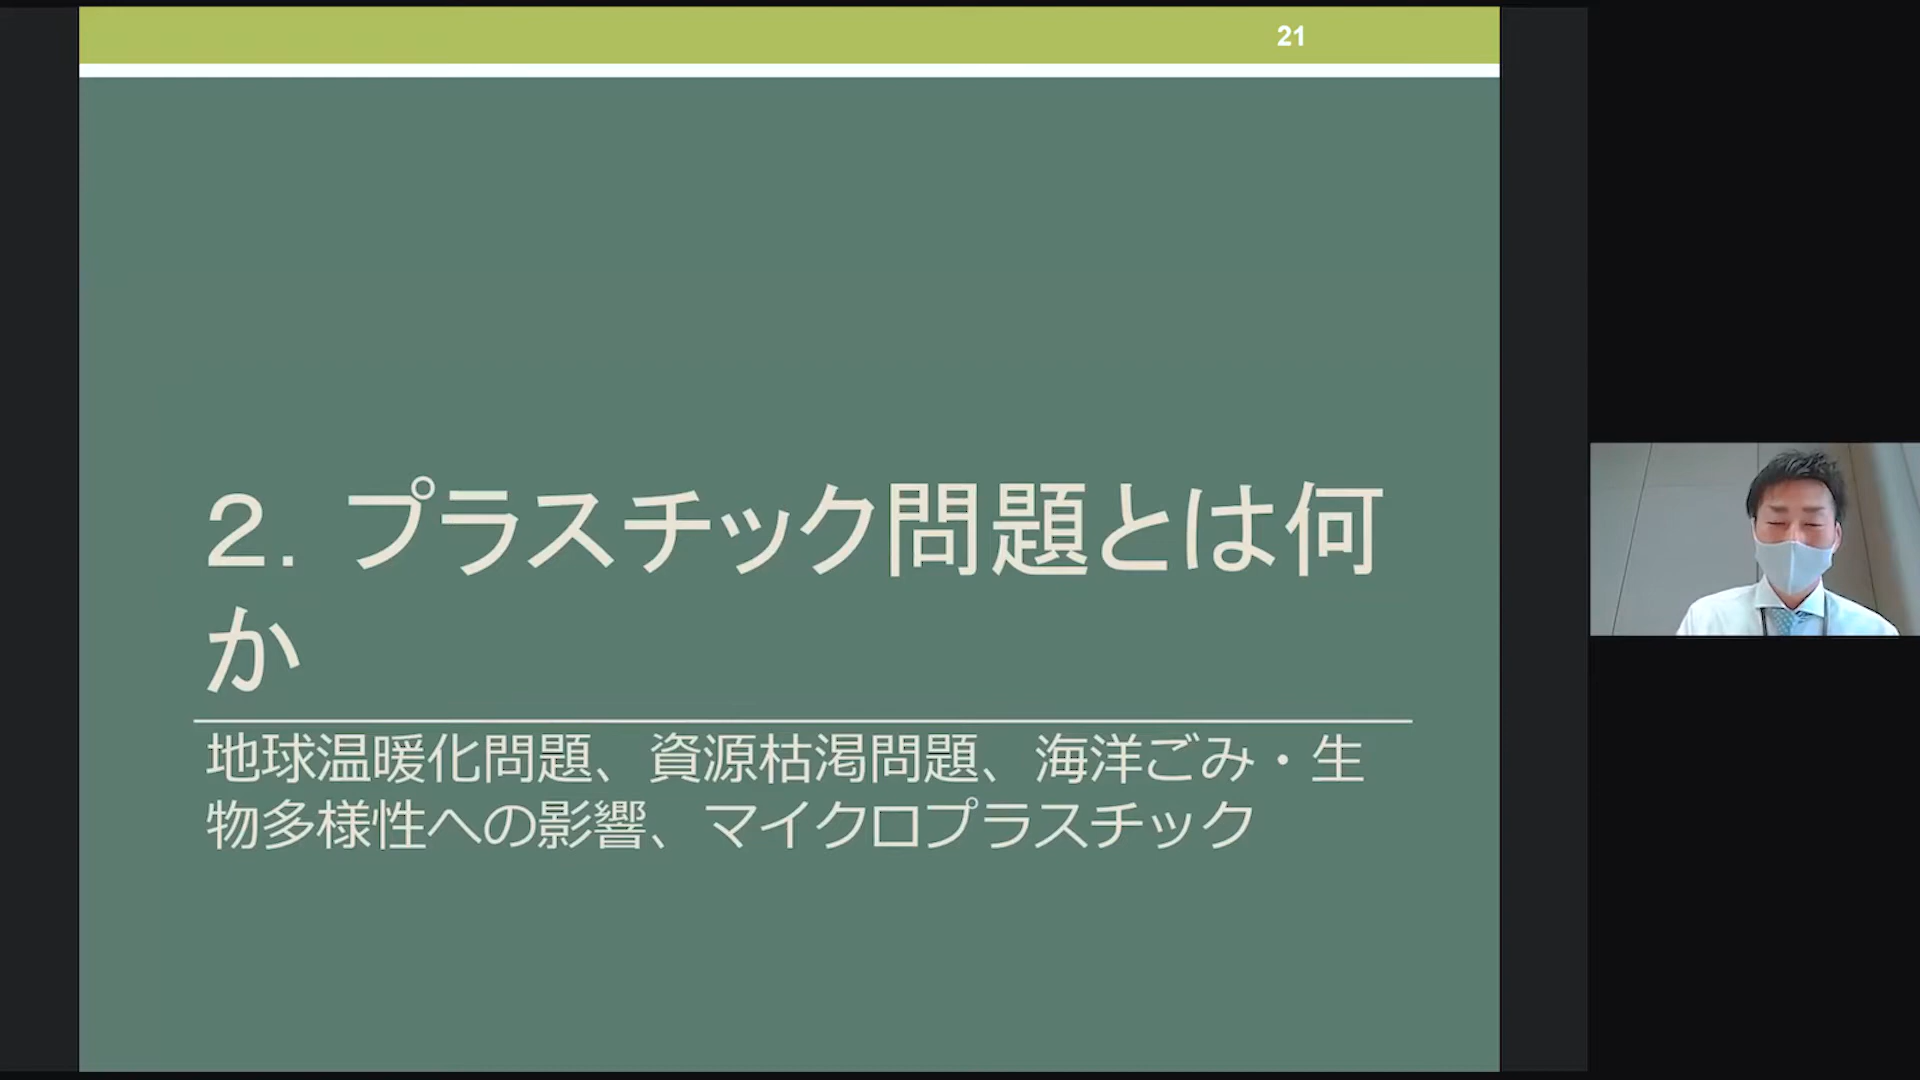 21
２．プラスチック問題とは何
か
地球温暖化問題、資源枯渇問題、海洋ごみ・生
物多様性への影響、マイクロプラスチック